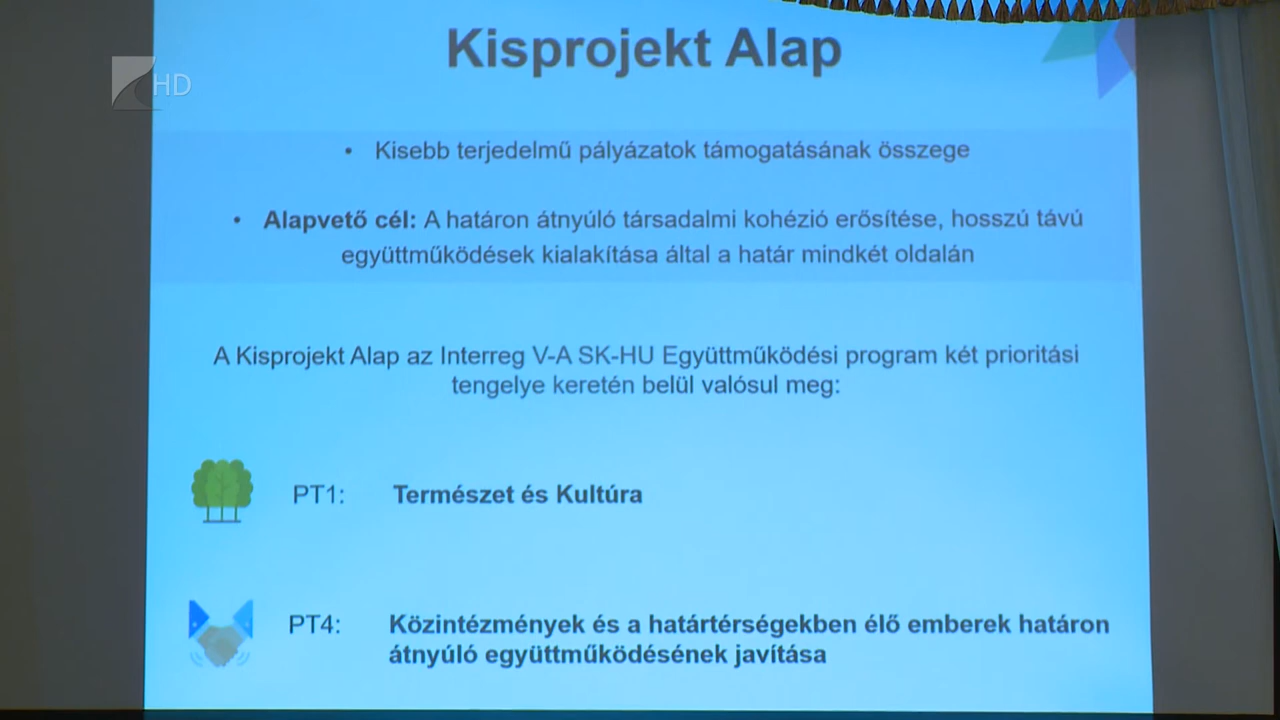 Kisprojekt Alap
HD
• Kisebb terjedelmű pályázatok támogatásának összege
• Alapvető cél: A határon átnyúló társadalmi kohézió erősítése, hosszú távú
együttműködések kialakítása által a határ mindkét oldalán
A Kisprojekt Alap az Interreg V-A SK-HU Együttműködési program két prioritási
tengelye keretén belül valósul meg:
PT1: Természet és Kultúra
PT4: Közintézmények és a határtérségekben élő emberek határon
átnyúló együttműködésének javítása